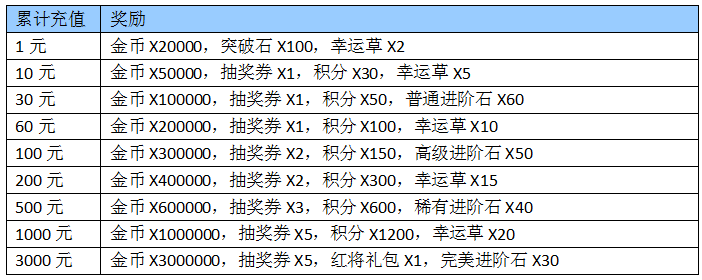 累计充值 奖励
1 元 金币 X20000，突破石 X100，幸运草 X2
10 元 金币 X50000，抽奖券 X1，积分 X30，幸运草 X5
30 元 金币 X100000，抽奖券 X1，积分 X50，普通进阶石 X60
60 元 金币 X200000，抽奖券 X1，积分 X100，幸运草 X10
100 元 金币 X300000，抽奖券 X2，积分 X150，高级进阶石 X50
200 元 金币 X400000，抽奖券 X2，积分 X300，幸运草 X15
500 元 金币 X600000，抽奖券 X3，积分 X600，稀有进阶石 X40
1000 元 金币 X1000000，抽奖券 X5，积分 X1200，幸运草 X20
3000 元 金币 X3000000，抽奖券 X5，红将礼包 X1，完美进阶石 X30